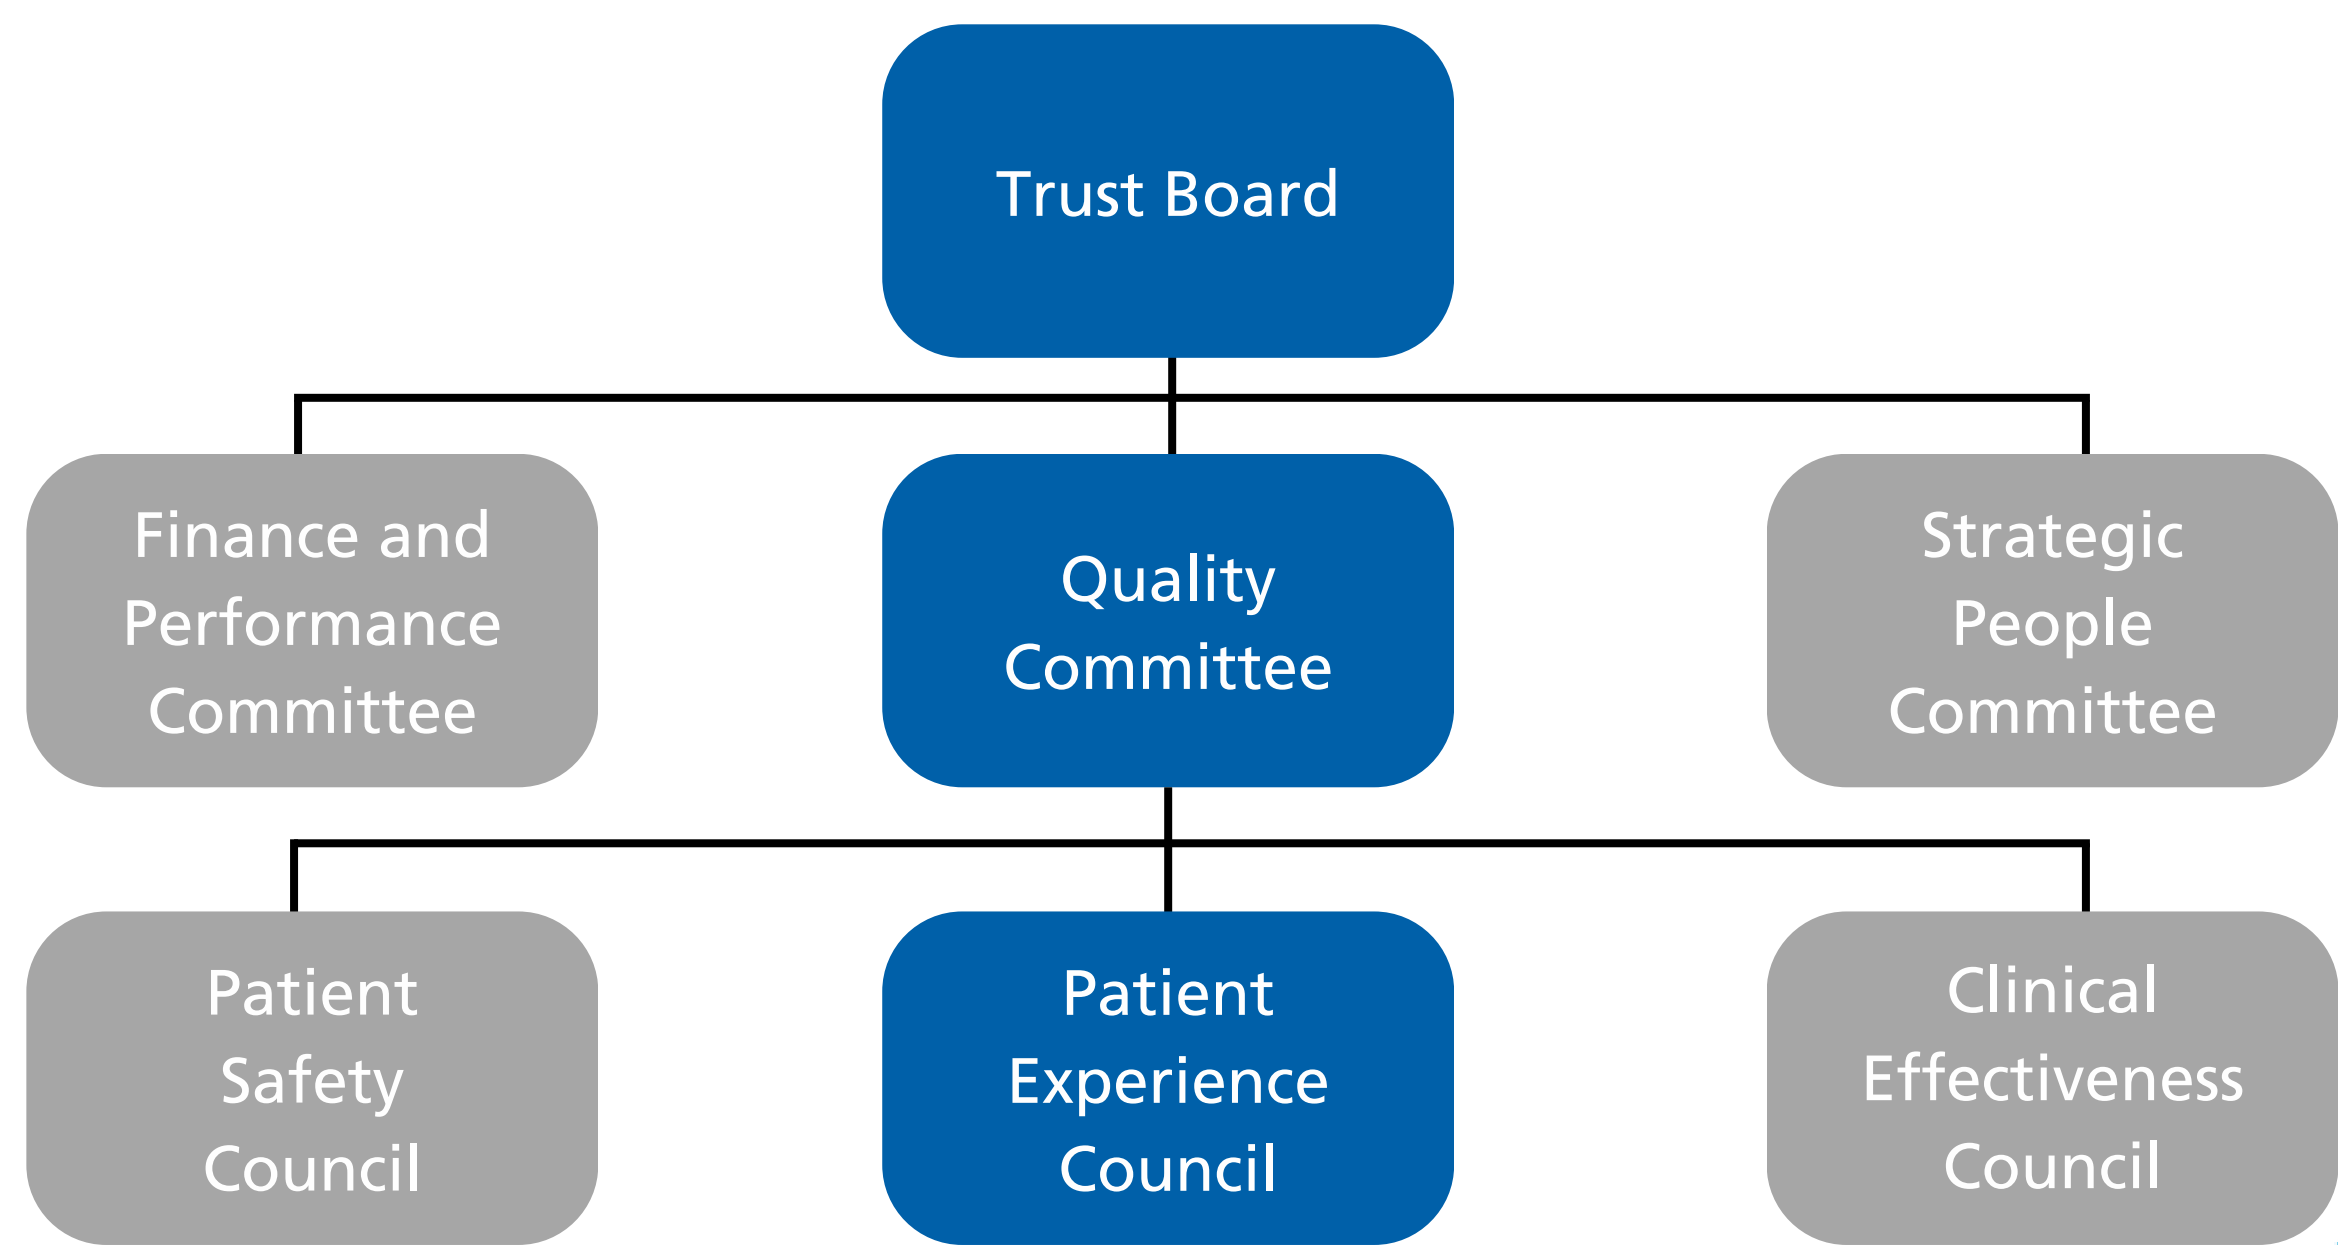 Trust Board
Finance and
Performance
Committee
Quality
Committee
Strategic
People
Committee
Patient
Safety
Council
Patient
Experience
Council
Clinical
Effectiveness
Council